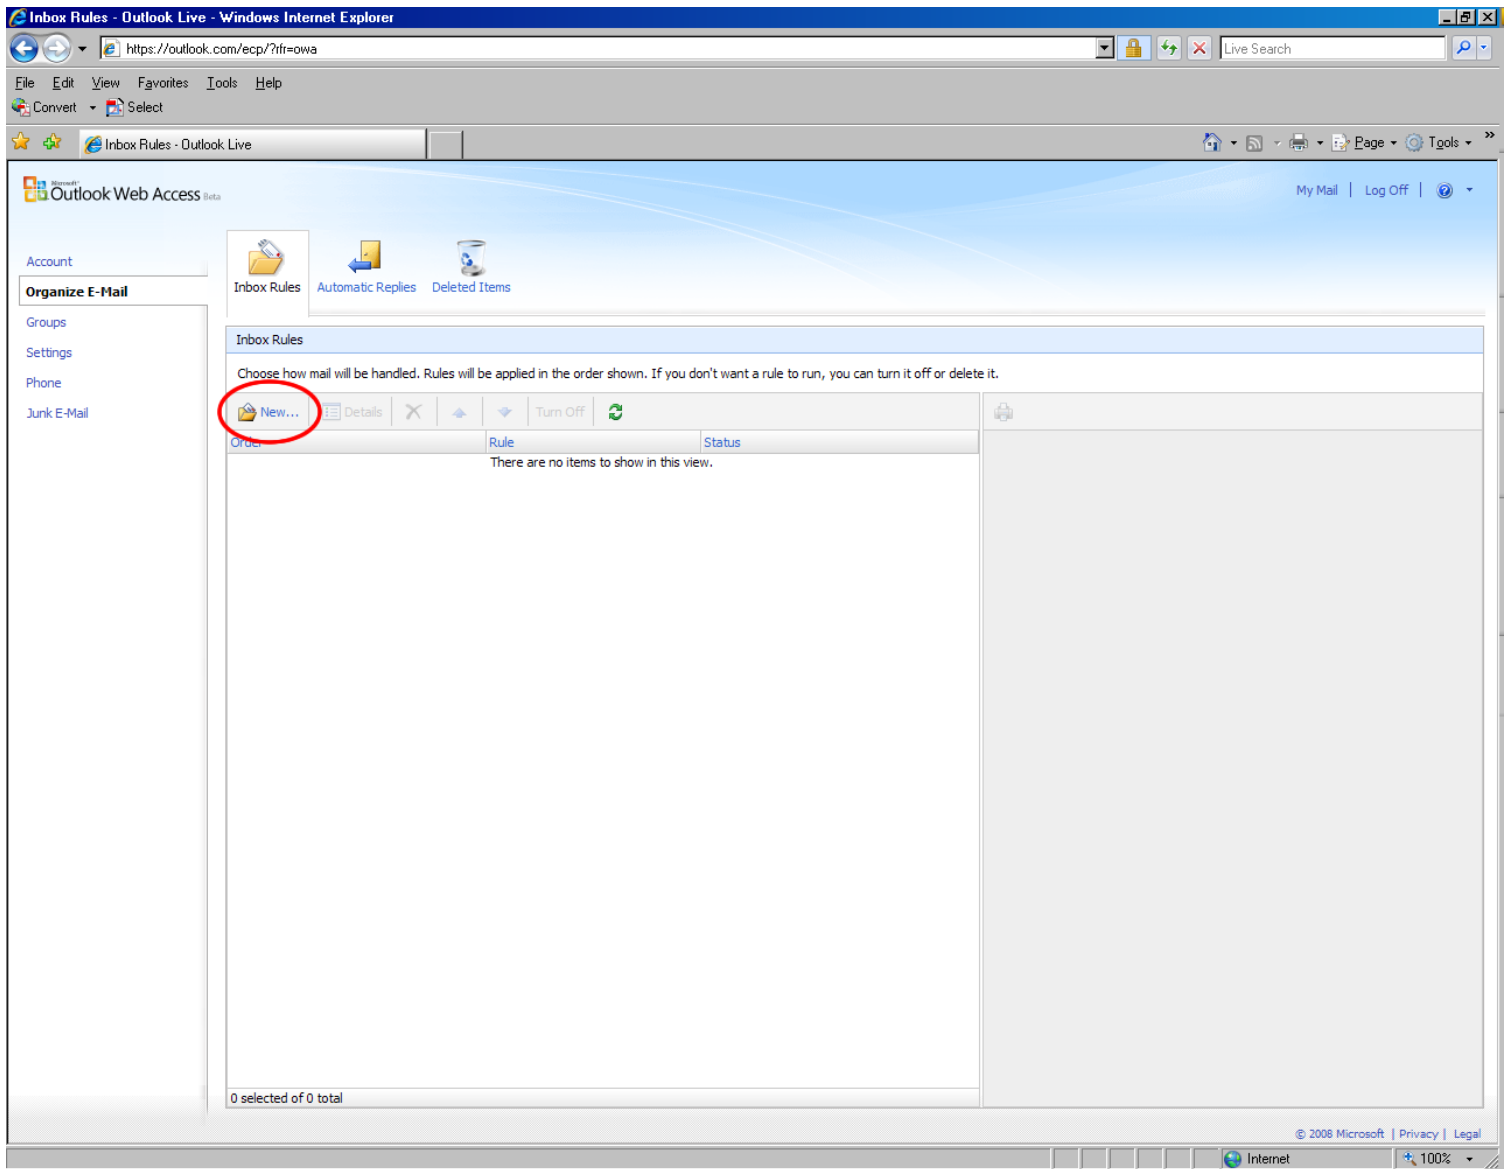 Inbox Rules - Outlook Live - Windows Internet Explorer
https://outlook.com/ecp/?rfr=owa
Live Search
File Edit View Favorites Tools Help
Convert Select
Inbox Rules - Outlook Live
Page Tools
Microsoft
Outlook Web Access Beta
My Mail | Log Off |
Account
Organize E-Mail
Groups
Settings
Phone
Junk E-Mail
Inbox Rules Automatic Replies Deleted Items
Inbox Rules
Choose how mail will be handled. Rules will be applied in the order shown. If you don't want a rule to run, you can turn it off or delete it.
New... Details Turn Off
Order Rule Status
There are no items to show in this view.
0 selected of 0 total
© 2008 Microsoft | Privacy | Legal
Internet 100%